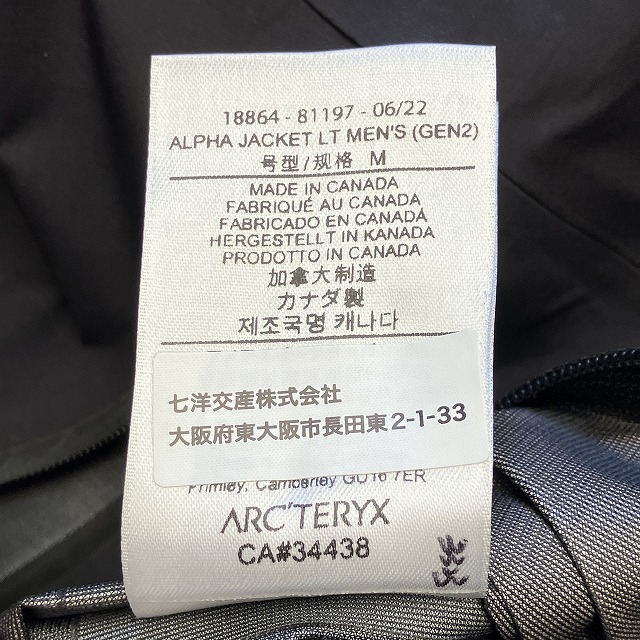 18864 - 81197 - 06/22
ALPHA JACKET LT MEN'S (GEN2)
号型/规格 M
MADE IN CANADA
FABRIQUÉ AU CANADA
FABRICADO EN CANADA
HERGESTELLT IN KANADA
PRODOTTO IN CANADA
加拿大制造
カナダ製
제조국명 캐나다
七洋交産株式会社
大阪府東大阪市長田東2-1-33
Camberley GU16 7ER
ARC'TERYX
CA#34438